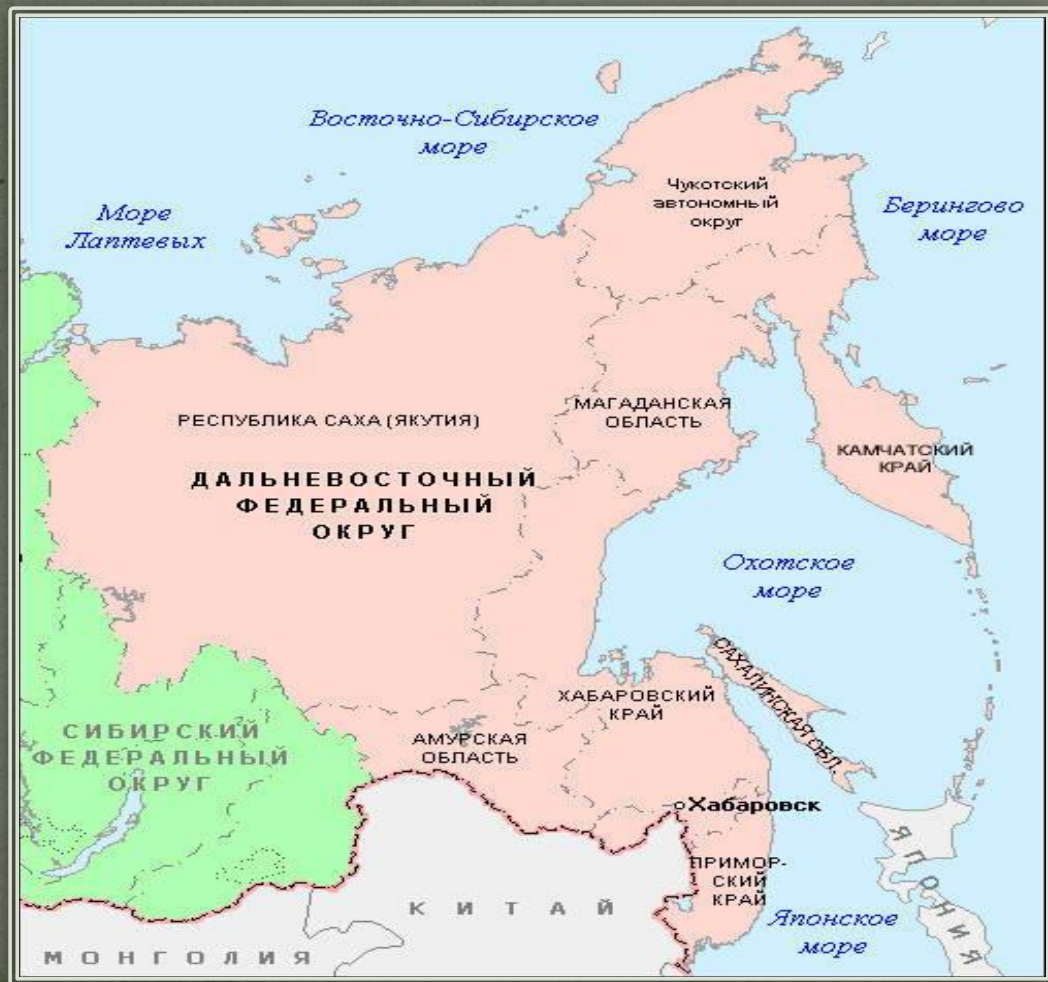 Восточно-Сибирское
море
Чукотский
автономный
округ
Берингово
море
Море
Лаптевых
РЕСПУБЛИКА САХА (ЯКУТИЯ)
МАГАДАНСКАЯ
ОБЛАСТЬ
КАМЧАТСКИЙ
КРАЙ
ДАЛЬНЕВОСТОЧНЫЙ
ФЕДЕРАЛЬНЫЙ
ОКРУГ
Охотское
море
САХАЛИНСКАЯ ОБЛ.
ХАБАРОВСКИЙ
КРАЙ
СИБИРСКИЙ
ФЕДЕРАЛЬНЫЙ
ОКРУГ
АМУРСКАЯ
ОБЛАСТЬ
Хабаровск
ПРИМОР-
СКИЙ
КРАЙ
ЯПОНИЯ
КИТАЙ
Японское
море
МОНГОЛИЯ